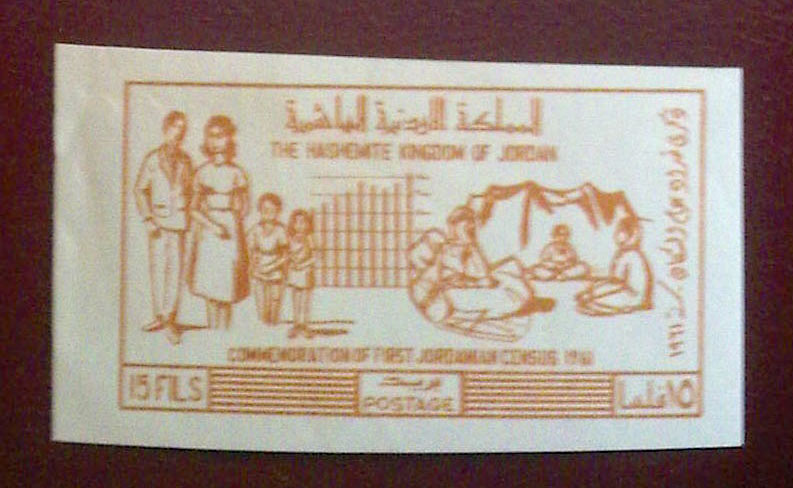 المملكة الاردنية الهاشمية
THE HASHEMITE KINGDOM OF JORDAN
١٩٦١
COMMEMORATION OF FIRST JORDANIAN CENSUS 1961
15 FILS
بريد
POSTAGE
١٥ فلسا